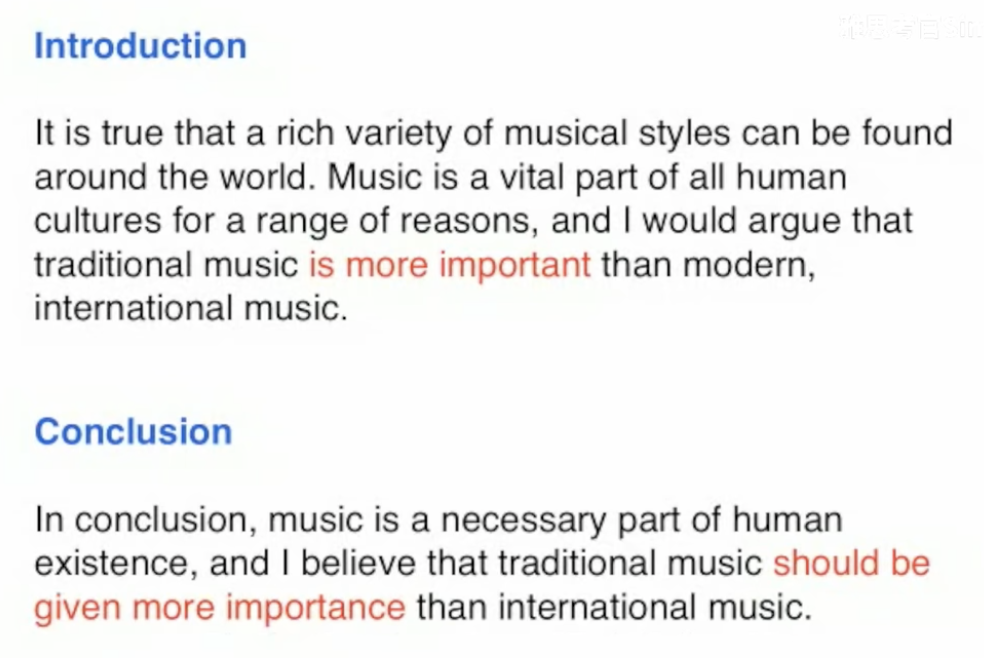 Introduction
It is true that a rich variety of musical styles can be found
around the world. Music is a vital part of all human
cultures for a range of reasons, and I would argue that
traditional music is more important than modern,
international music.
Conclusion
In conclusion, music is a necessary part of human
existence, and I believe that traditional music should be
given more importance than international music.